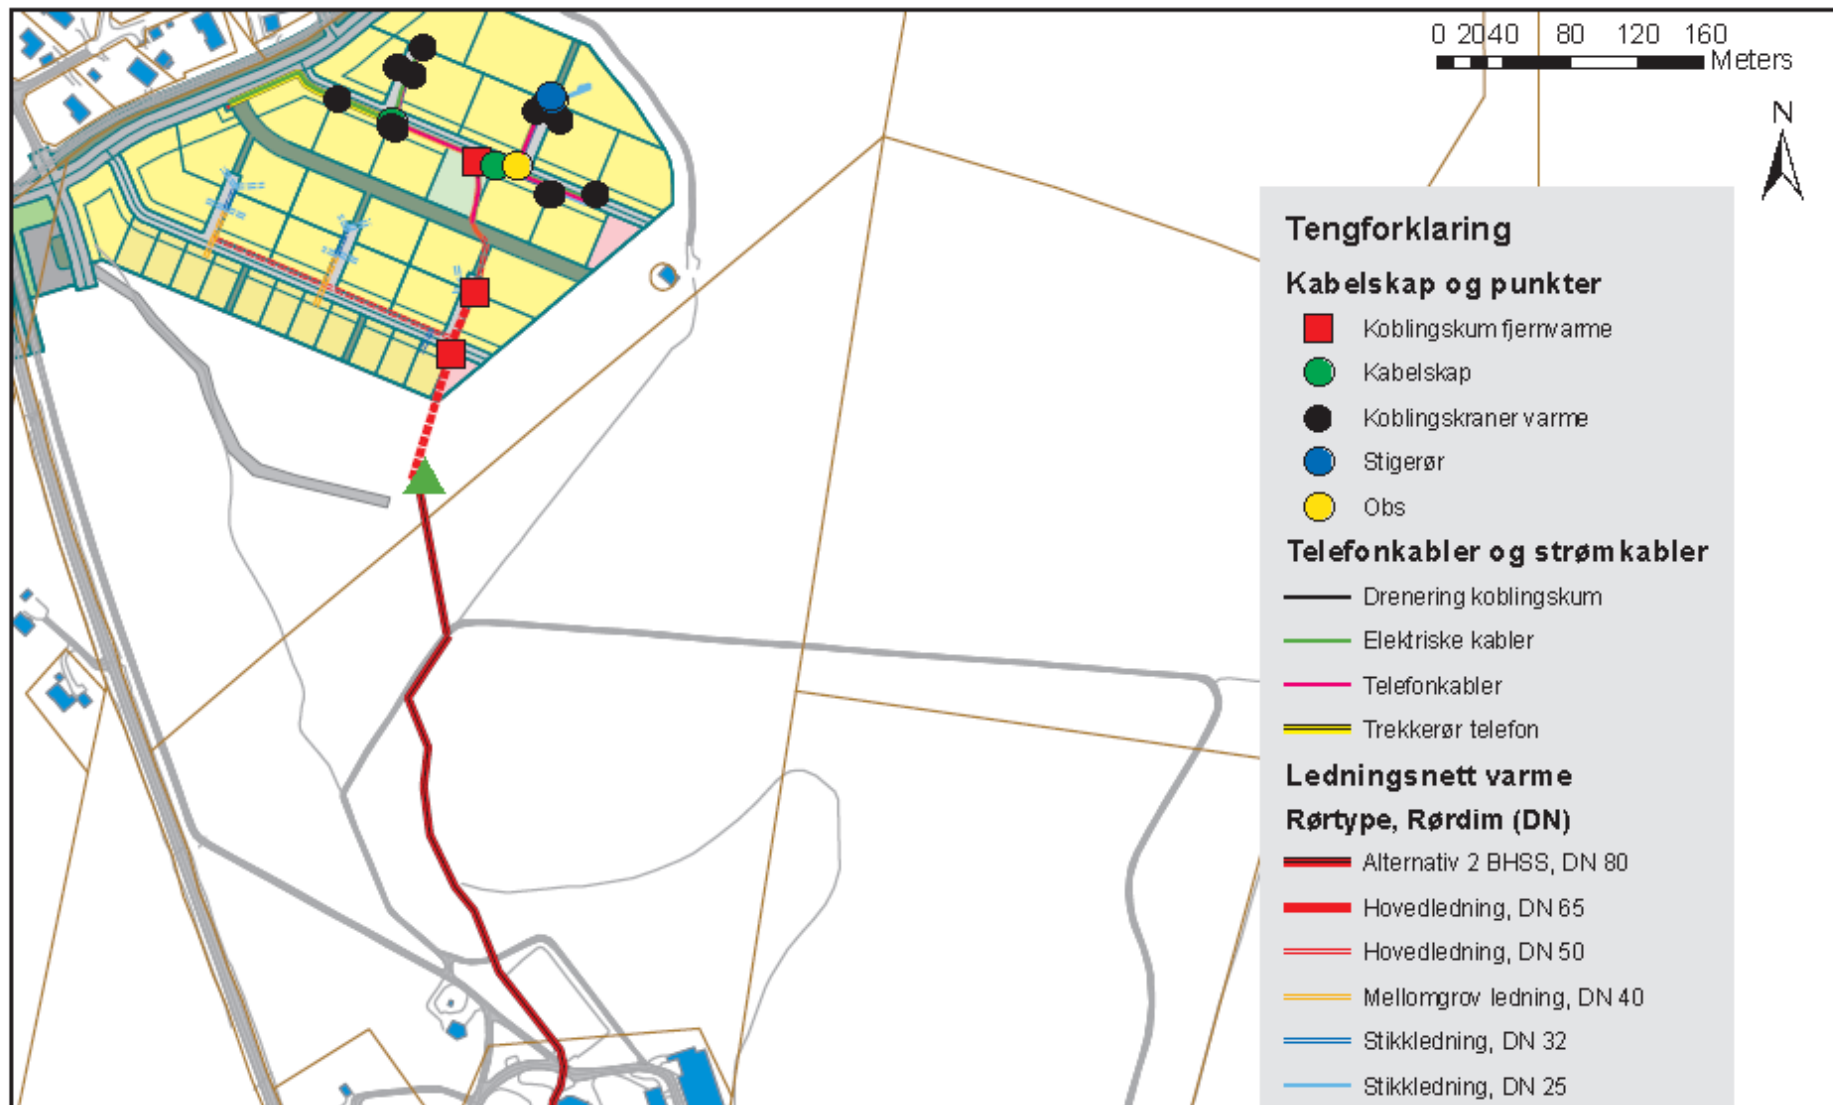 0 20 40 80 120 160
Meters
N
Tengforklaring
Kabelskap og punkter
Koblingskum fjernvarme
Kabelskap
Koblingskraner varme
Stigerør
Obs
Telefonkabler og strømkabler
Drenering koblingskum
Elektriske kabler
Telefonkabler
Trekkerør telefon
Ledningsnett varme
Rørtype, Rørdim (DN)
Alternativ 2 BHSS, DN 80
Hovedledning, DN 65
Hovedledning, DN 50
Mellomgrov ledning, DN 40
Stikkledning, DN 32
Stikkledning, DN 25